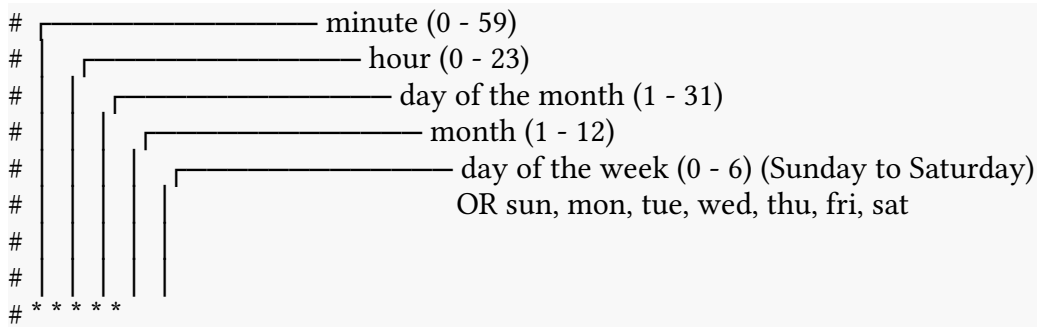 # ┌───────────── minute (0 - 59)
# │ ┌───────────── hour (0 - 23)
# │ │ ┌───────────── day of the month (1 - 31)
# │ │ │ ┌───────────── month (1 - 12)
# │ │ │ │ ┌───────────── day of the week (0 - 6) (Sunday to Saturday)
# │ │ │ │ │ OR sun, mon, tue, wed, thu, fri, sat
# │ │ │ │ │
# │ │ │ │ │
# * * * * *